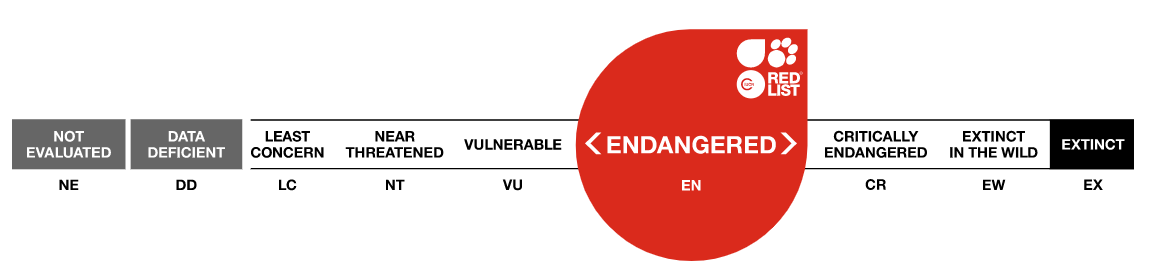 RED
LIST
NOT
EVALUATED
DATA
DEFICIENT
LEAST
CONCERN
NEAR
THREATENED
VULNERABLE
<ENDANGERED>
CRITICALLY
ENDANGERED
EXTINCT
IN THE WILD
EXTINCT
NE
DD
LC
NT
VU
EN
CR
EW
EX